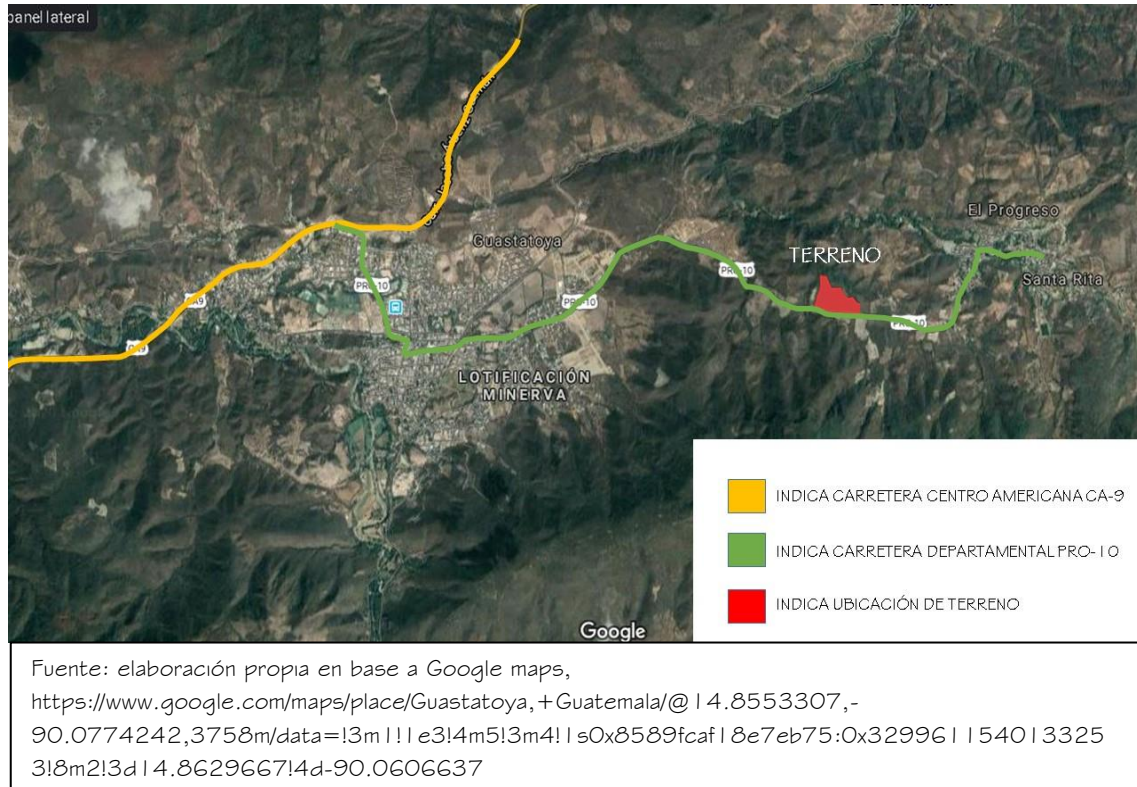 panel lateral
El Progreso
Guastatoya
TERRENO
PRO-10
PRO-10
PRO-10
Santa Rita
CA9
PRO-10
CA9
LOTIFICACIÓN
MINERVA
INDICA CARRETERA CENTRO AMERICANA CA-9
INDICA CARRETERA DEPARTAMENTAL PRO-10
INDICA UBICACIÓN DE TERRENO
Google
Fuente: elaboración propia en base a Google maps,
https://www.google.com/maps/place/Guastatoya,+Guatemala/@14.8553307,-
90.0774242,3758m/data=!3m1!1e3!4m5!3m4!1s0x8589fcaf18e7eb75:0x329961154013325
3!8m2!3d14.8629667!4d-90.0606637